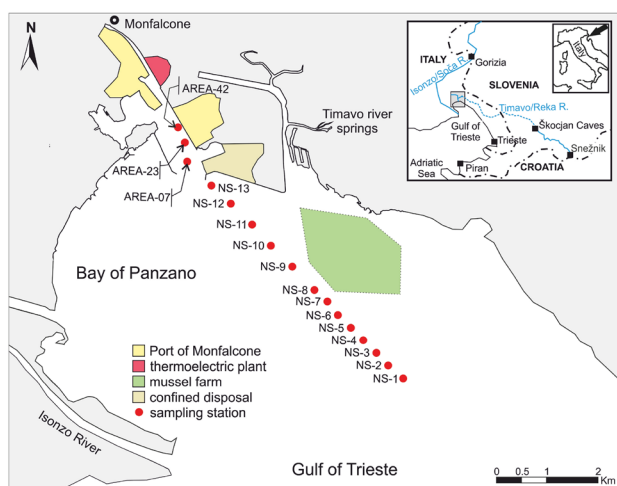 N
Monfalcone
AREA-42
AREA-23
AREA-07
Timavo river
springs
NS-13
NS-12
NS-11
NS-10
NS-9
NS-8
NS-7
NS-6
NS-5
NS-4
NS-3
NS-2
NS-1
Bay of Panzano
Port of Monfalcone
thermoelectric plant
mussel farm
confined disposal
sampling station
Isonzo River
Gulf of Trieste
0 0.5 1 2
Km
ITALY
Isonzo/Soča R.
Gorizia
SLOVENIA
Timavo/Reka R.
Gulf of
Trieste
Trieste
Škocjan Caves
Snežnik
Adriatic
Sea
Piran
CROATIA
Italy